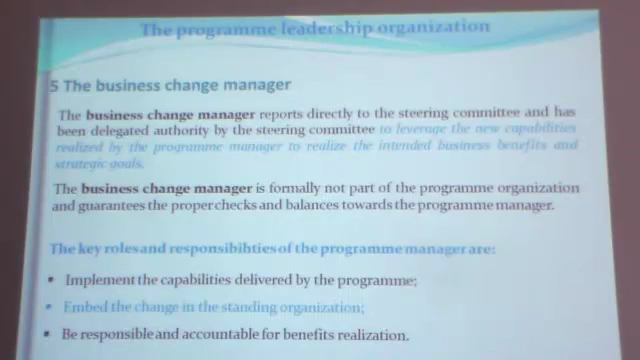 The programme leadership organization
5 The business change manager
The business change manager reports directly to the steering committee and has
been delegated authority by the steering committee to leverage the new capabilities
realized by the programme manager to realize the intended business benefits and
strategic goals.
The business change manager is formally not part of the programme organization
and guarantees the proper checks and balances towards the programme manager.
The key roles and responsibilities of the programme manager are:
• Implement the capabilities delivered by the programme;
• Embed the change in the standing organization;
• Be responsible and accountable for benefits realization.